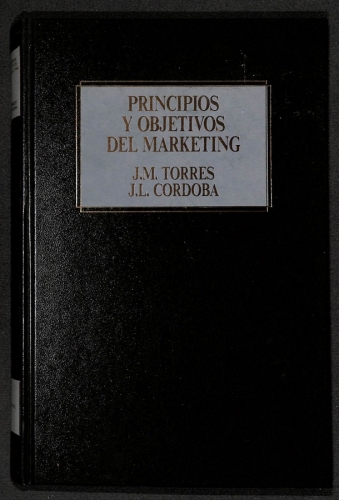 PRINCIPIOS
Y OBJETIVOS
DEL MARKETING
J.M. TORRES
J.L. CORDOBA